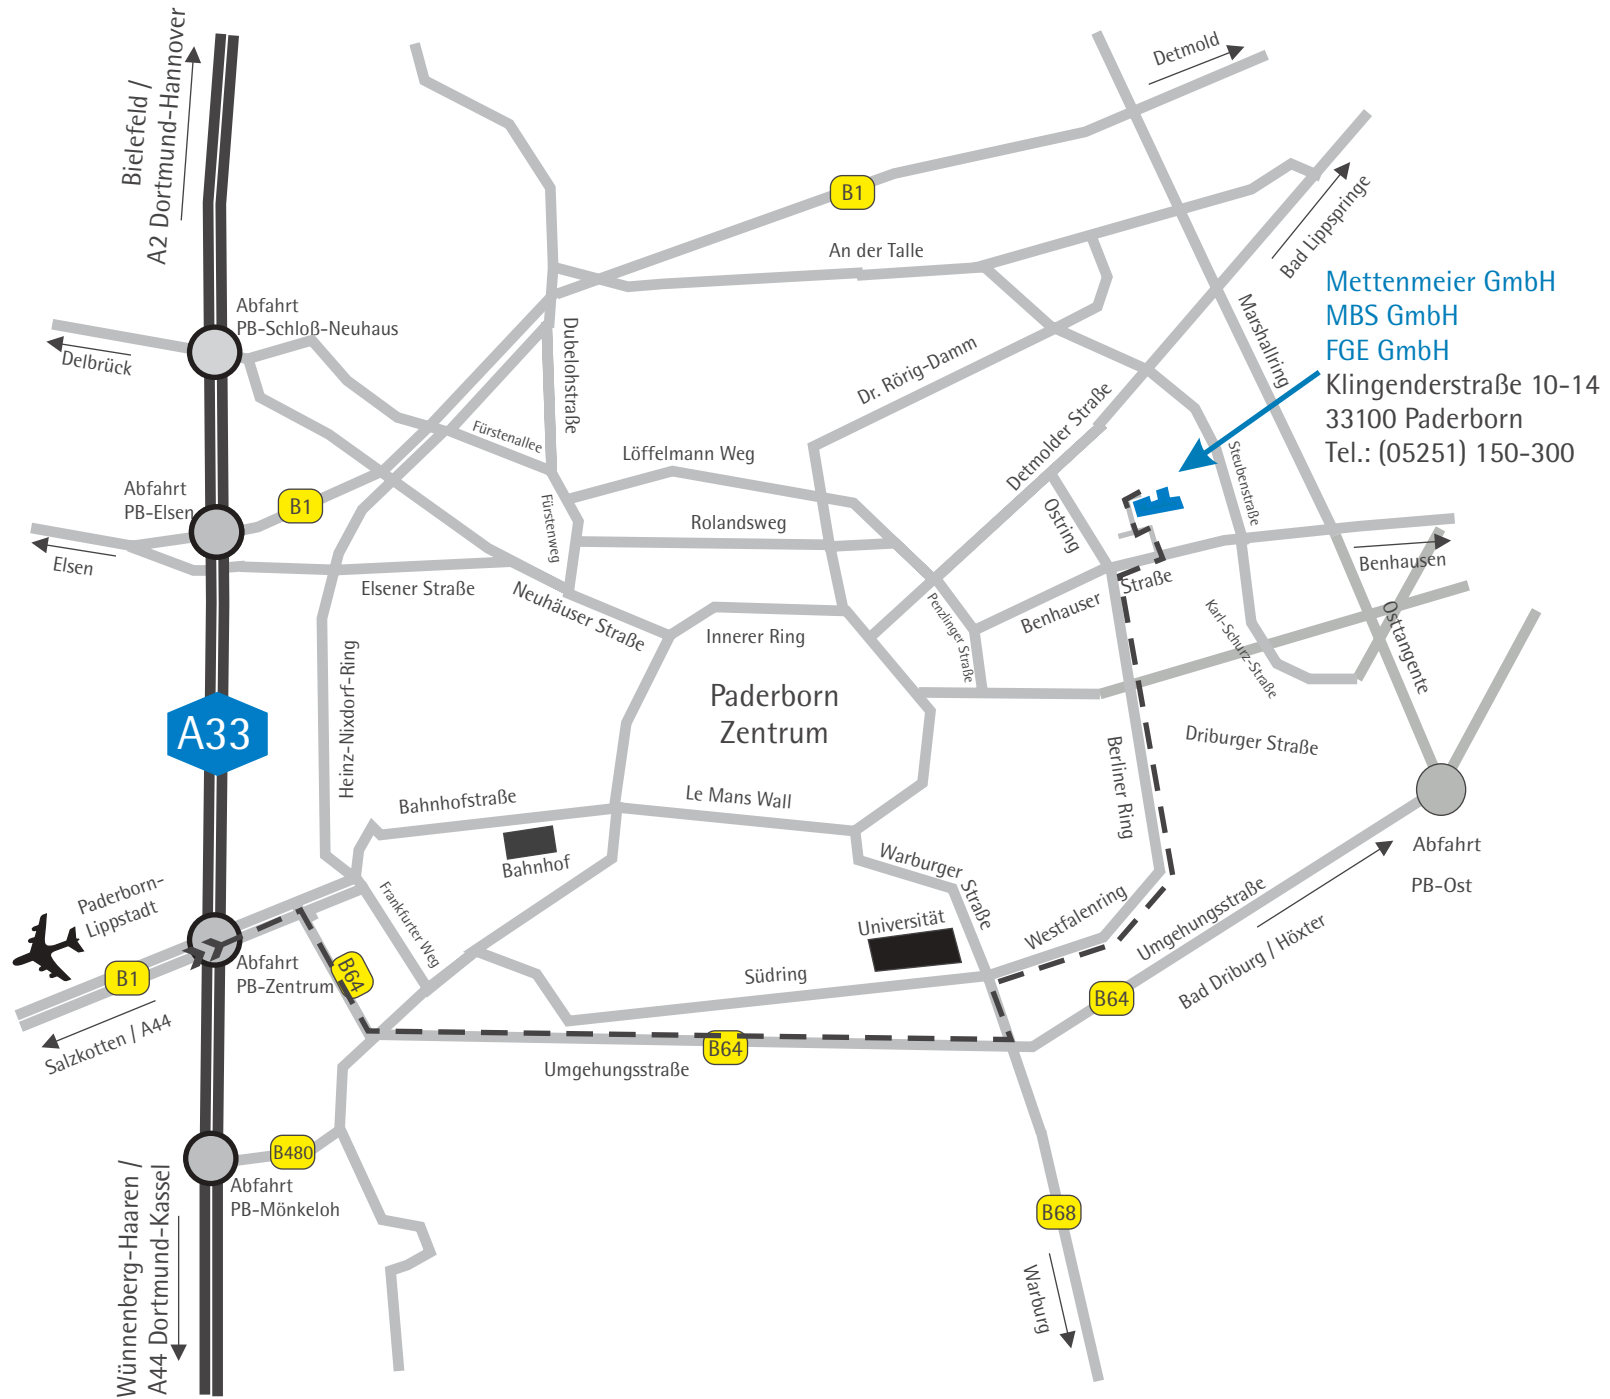 Bielefeld /
A2 Dortmund-Hannover
Detmold
B1
Bad Lippspringe
An der Talle
Mettenmeier GmbH
MBS GmbH
FGE GmbH
Klingenderstraße 10-14
33100 Paderborn
Tel.: (05251) 150-300
Abfahrt
PB-Schloß-Neuhaus
Delbrück
Dubelohstraße
Marshallring
Dr. Rörig-Damm
Detmolder Straße
Fürstenallee
Löffelmann Weg
Steubenstraße
Abfahrt
PB-Elsen
B1
Fürstenweg
Rolandsweg
Ostring
Elsen
Elsener Straße
Neuhäuser Straße
Innerer Ring
Penzlinger Straße
Benhauser
Straße
Benhausen
Karl-Schurz-Straße
Osttangente
Heinz-Nixdorf-Ring
Paderborn
Zentrum
A33
Berliner Ring
Driburger Straße
Bahnhofstraße
Le Mans Wall
Bahnhof
Warburger
Straße
Abfahrt
PB-Ost
Paderborn-
Lippstadt
Frankfurter Weg
Universität
Westfalenring
Umgehungsstraße
Bad Driburg / Höxter
B1
Abfahrt
PB-Zentrum
B64
Südring
B64
Salzkotten / A44
B64
Umgehungsstraße
B480
Abfahrt
PB-Mönkeloh
B68
Warburg
Wünnenberg-Haaren /
A44 Dortmund-Kassel